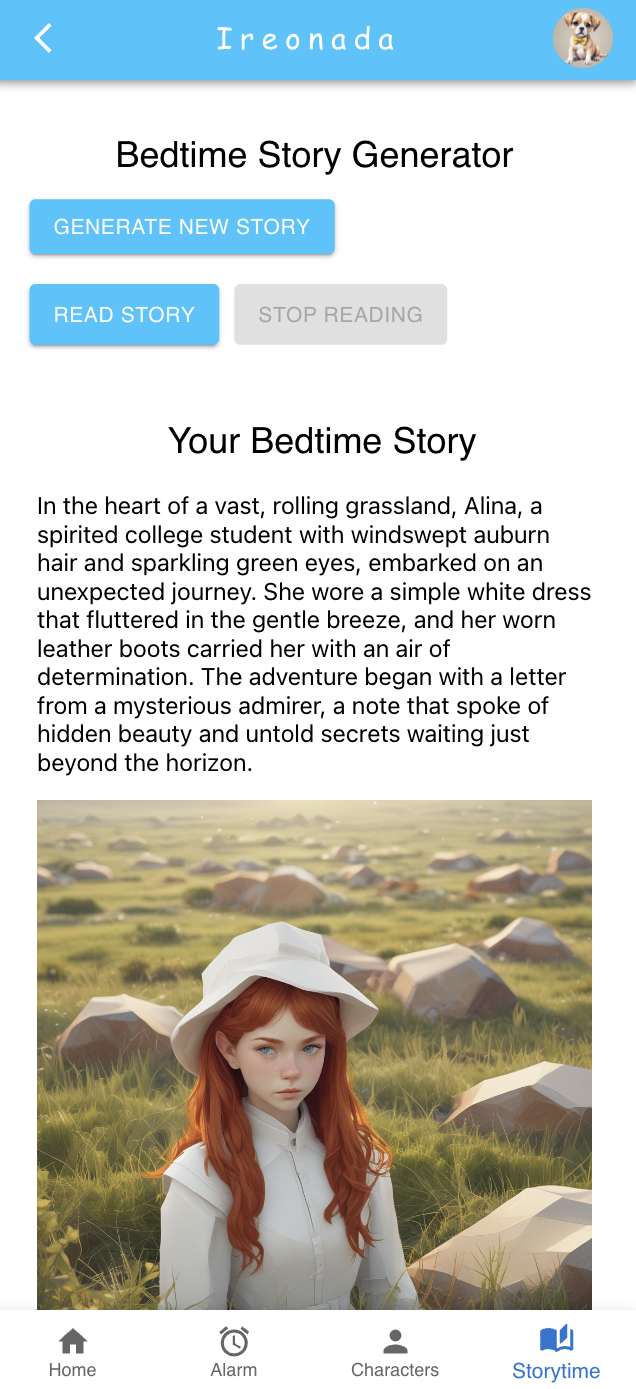 Ireonada
Bedtime Story Generator
GENERATE NEW STORY
READ STORY
STOP READING
Your Bedtime Story
In the heart of a vast, rolling grassland, Alina, a
spirited college student with windswept auburn
hair and sparkling green eyes, embarked on an
unexpected journey. She wore a simple white dress
that fluttered in the gentle breeze, and her worn
leather boots carried her with an air of
determination. The adventure began with a letter
from a mysterious admirer, a note that spoke of
hidden beauty and untold secrets waiting just
beyond the horizon.
Home
Alarm
Characters
Storytime